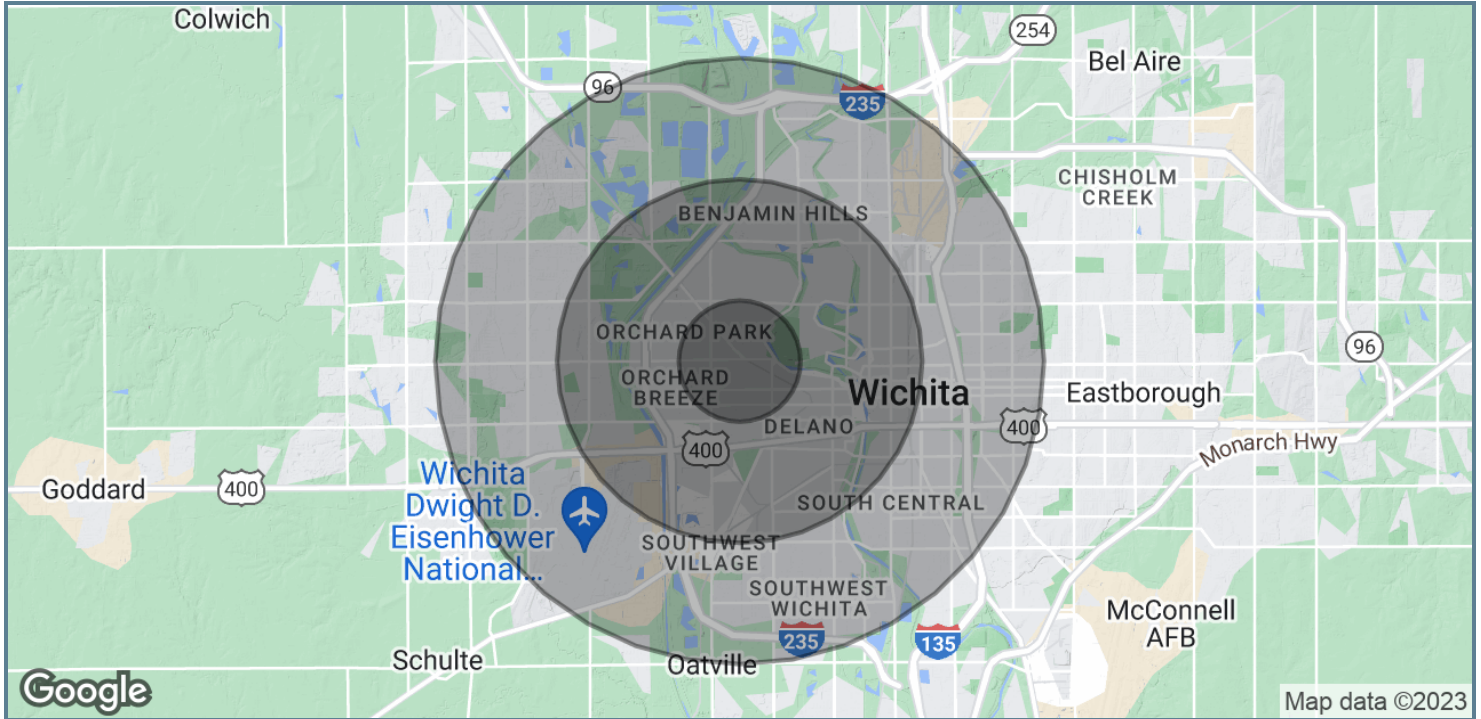 Colwich
254
Bel Aire
96
235
CHISHOLM
CREEK
BENJAMIN HILLS
ORCHARD PARK
96
ORCHARD
BREEZE
Wichita
Eastborough
DELANO
400
400
Monarch Hwy
Goddard
400
Wichita
Dwight D.
Eisenhower
National...
SOUTH CENTRAL
SOUTHWEST
VILLAGE
SOUTHWEST
WICHITA
McConnell
AFB
235
135
Schulte
Oatville
Google
Map data ©2023